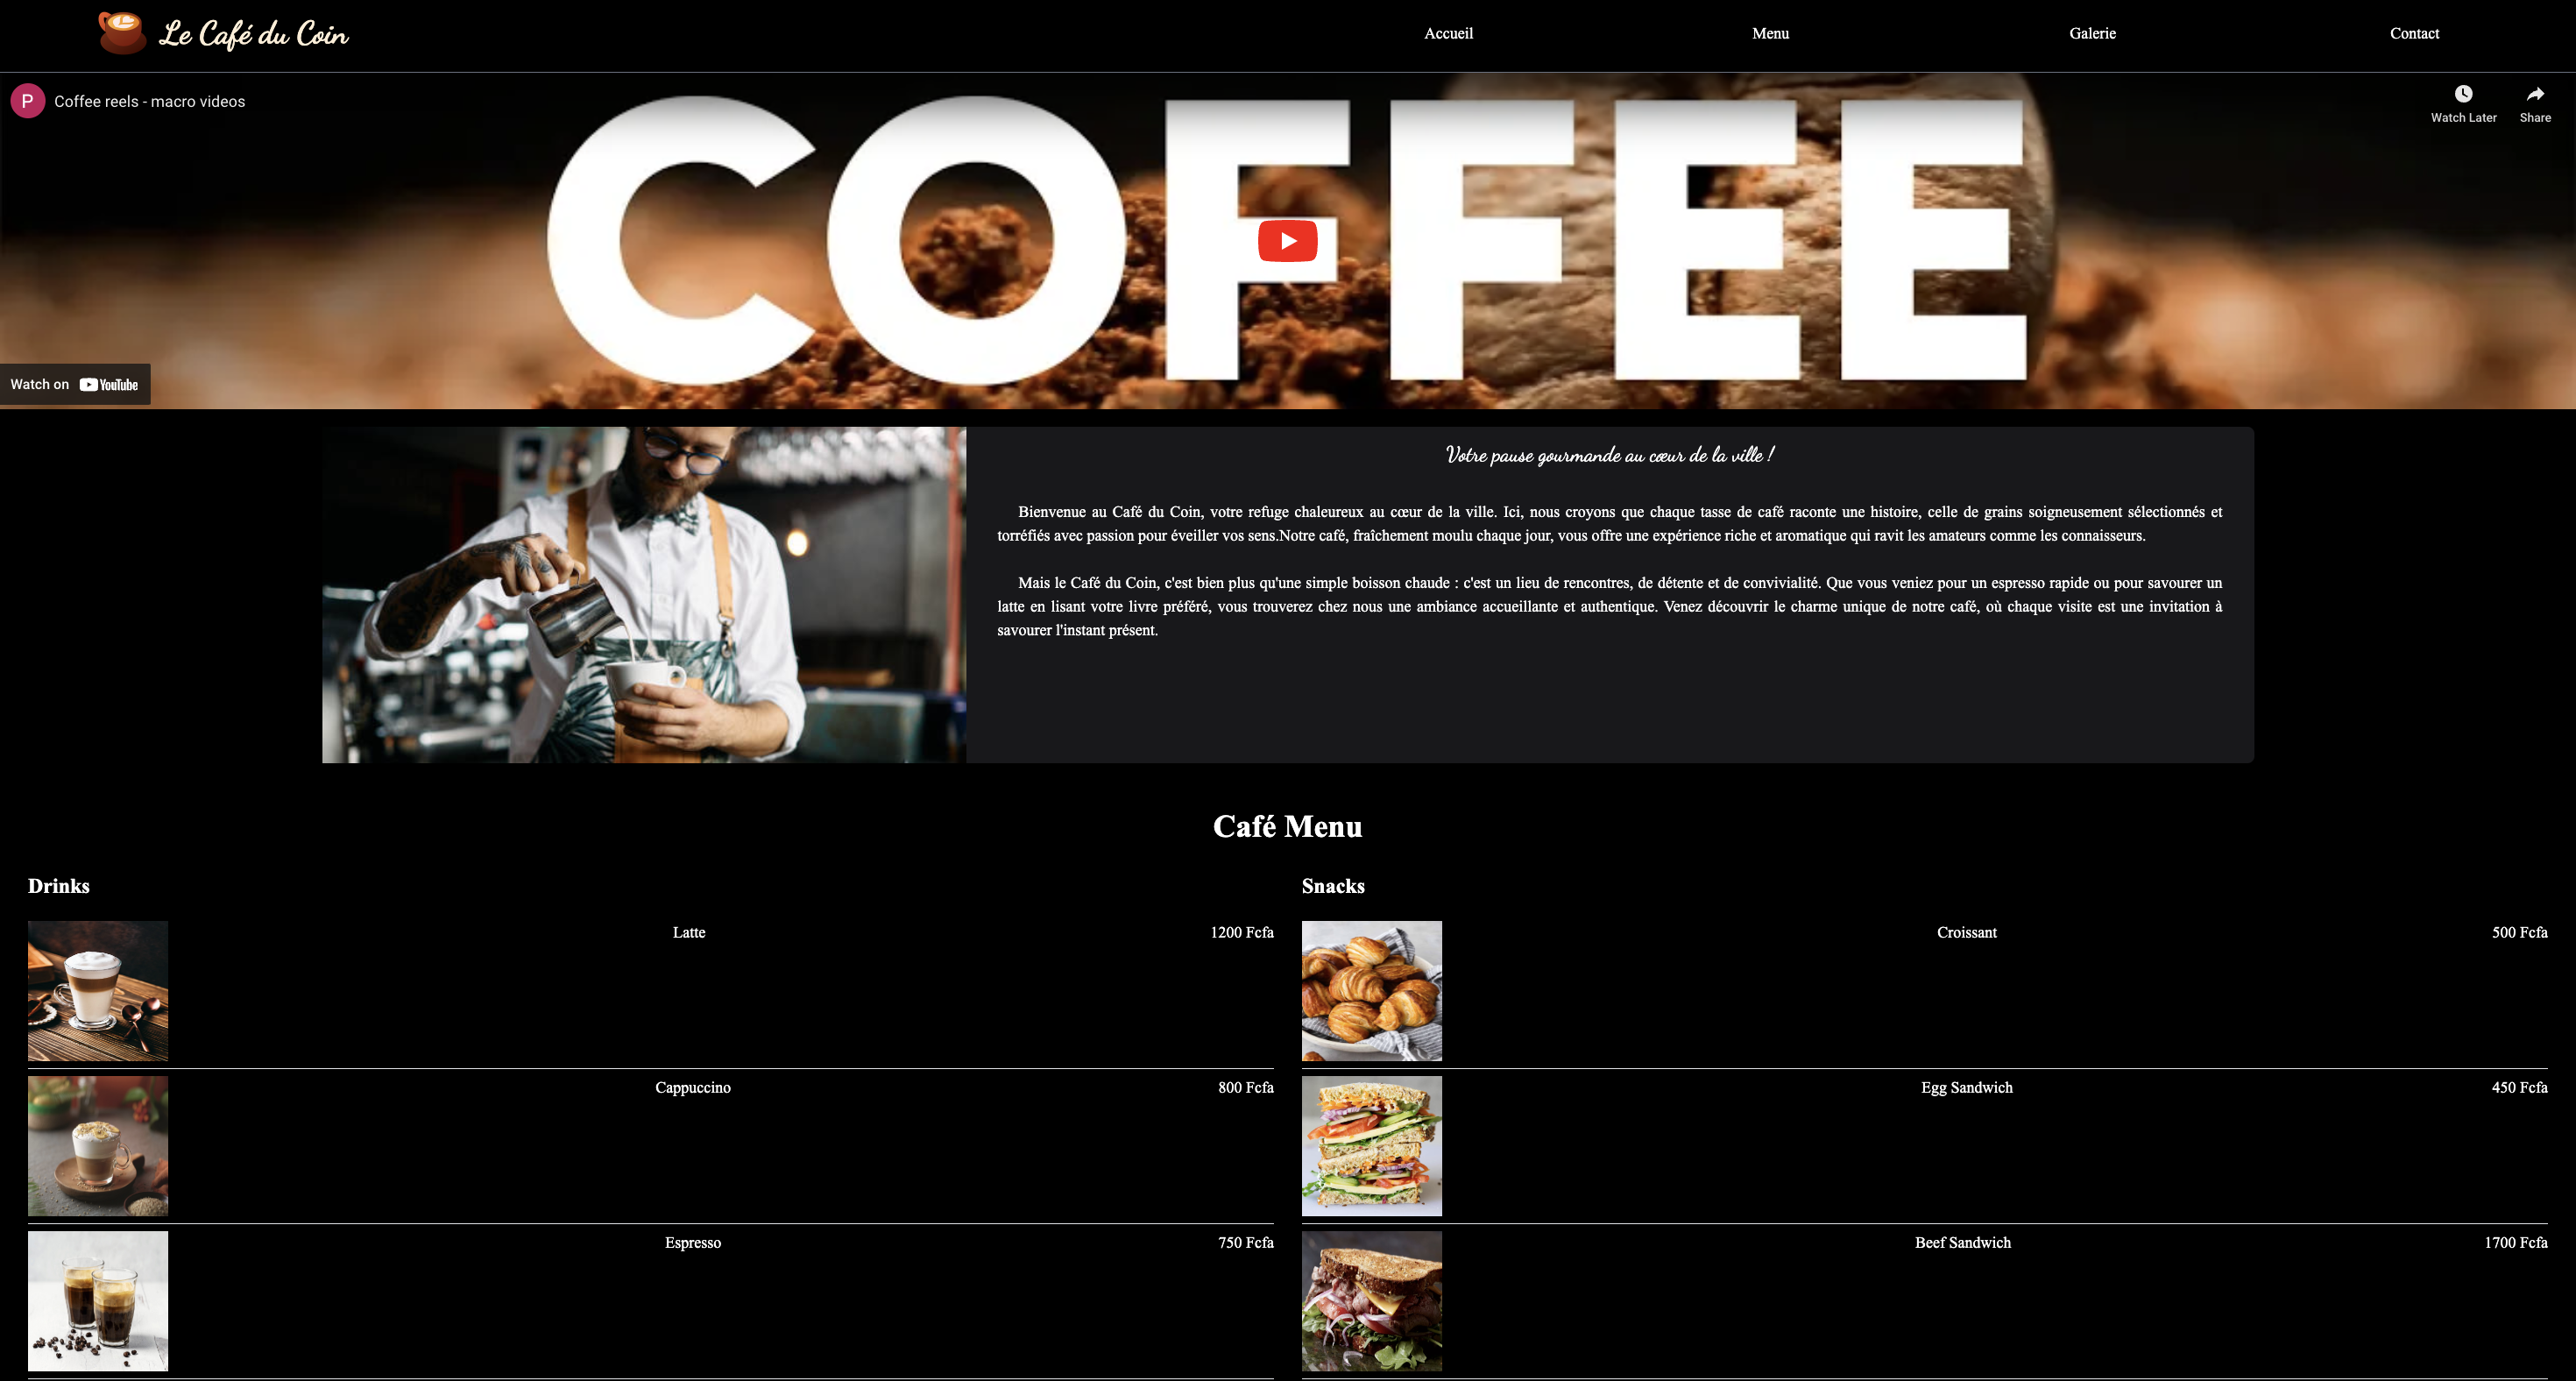 Le Café du Coin
Accueil Menu Galerie Contact
P Coffee reels - macro videos
Watch Later Share
COFFEE
Watch on YouTube
Votre pause gourmande au cœur de la ville !
Bienvenue au Café du Coin, votre refuge chaleureux au cœur de la ville. Ici, nous croyons que chaque tasse de café raconte une histoire, celle de grains soigneusement sélectionnés et
torréfiés avec passion pour éveiller vos sens.Notre café, fraîchement moulu chaque jour, vous offre une expérience riche et aromatique qui ravit les amateurs comme les connaisseurs.
Mais le Café du Coin, c'est bien plus qu'une simple boisson chaude : c'est un lieu de rencontres, de détente et de convivialité. Que vous veniez pour un espresso rapide ou pour savourer un
latte en lisant votre livre préféré, vous trouverez chez nous une ambiance accueillante et authentique. Venez découvrir le charme unique de notre café, où chaque visite est une invitation à
savourer l'instant présent.
Café Menu
Drinks
Latte 1200 Fcfa
Cappuccino 800 Fcfa
Espresso 750 Fcfa
Snacks
Croissant 500 Fcfa
Egg Sandwich 450 Fcfa
Beef Sandwich 1700 Fcfa